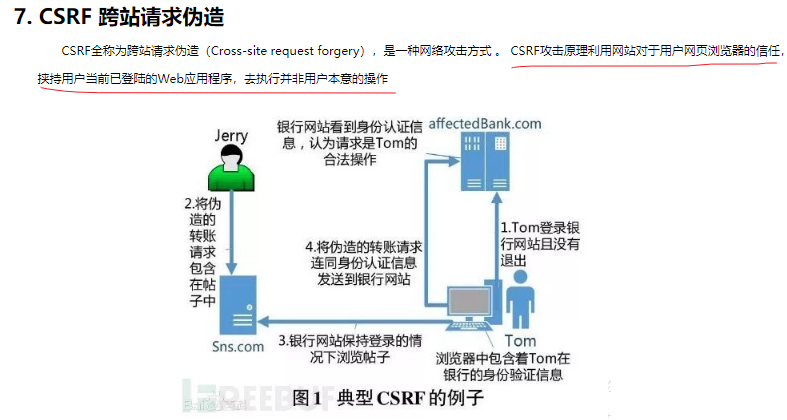 7. CSRF 跨站请求伪造
CSRF全称为跨站请求伪造（Cross-site request forgery），是一种网络攻击方式 。 CSRF攻击原理利用网站对于用户网页浏览器的信任,
挟持用户当前已登陆的Web应用程序，去执行并非用户本意的操作
银行网站看到身份认证信
息，认为请求是Tom的
合法操作
affectedBank.com
Jerry
2.将伪
造的
转账
请求
包含
在帖
子中
4.将伪造的转账请求
连同身份认证信息
发送到银行网站
1.Tom登录银
行网站且没有
退出
Sns.com
3.银行网站保持登录的情
况下浏览帖子
Tom
浏览器中包含着Tom在
银行的身份验证信息
REEBUF
图1 典型CSRF的例子